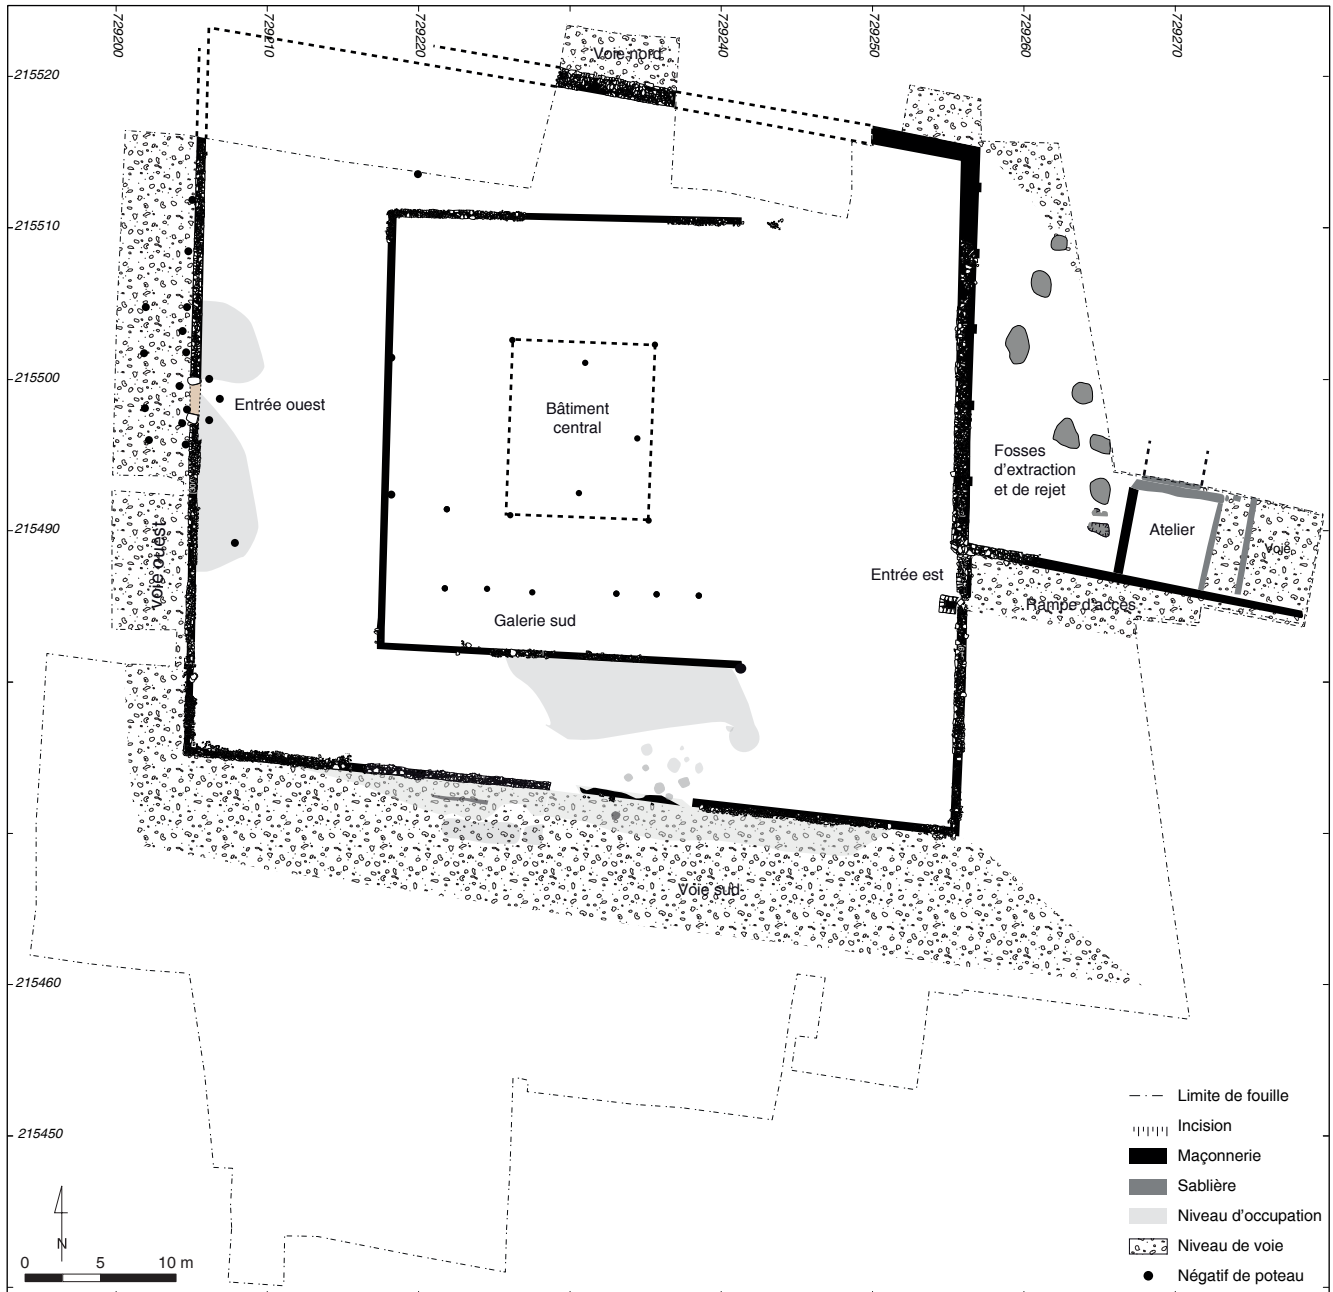 729200
729210
729220
729240
729250
729260
729270
215520
215510
215500
215490
215460
215450
Voie nord
Entrée ouest
Bâtiment
central
Fosses
d'extraction
et de rejet
Atelier
Voie
Voie ouest
Entrée est
Rampe d'accès
Galerie sud
Voie sud
Limite de fouille
Incision
Maçonnerie
Sablière
Niveau d'occupation
Niveau de voie
Négatif de poteau
N
0 5 10 m